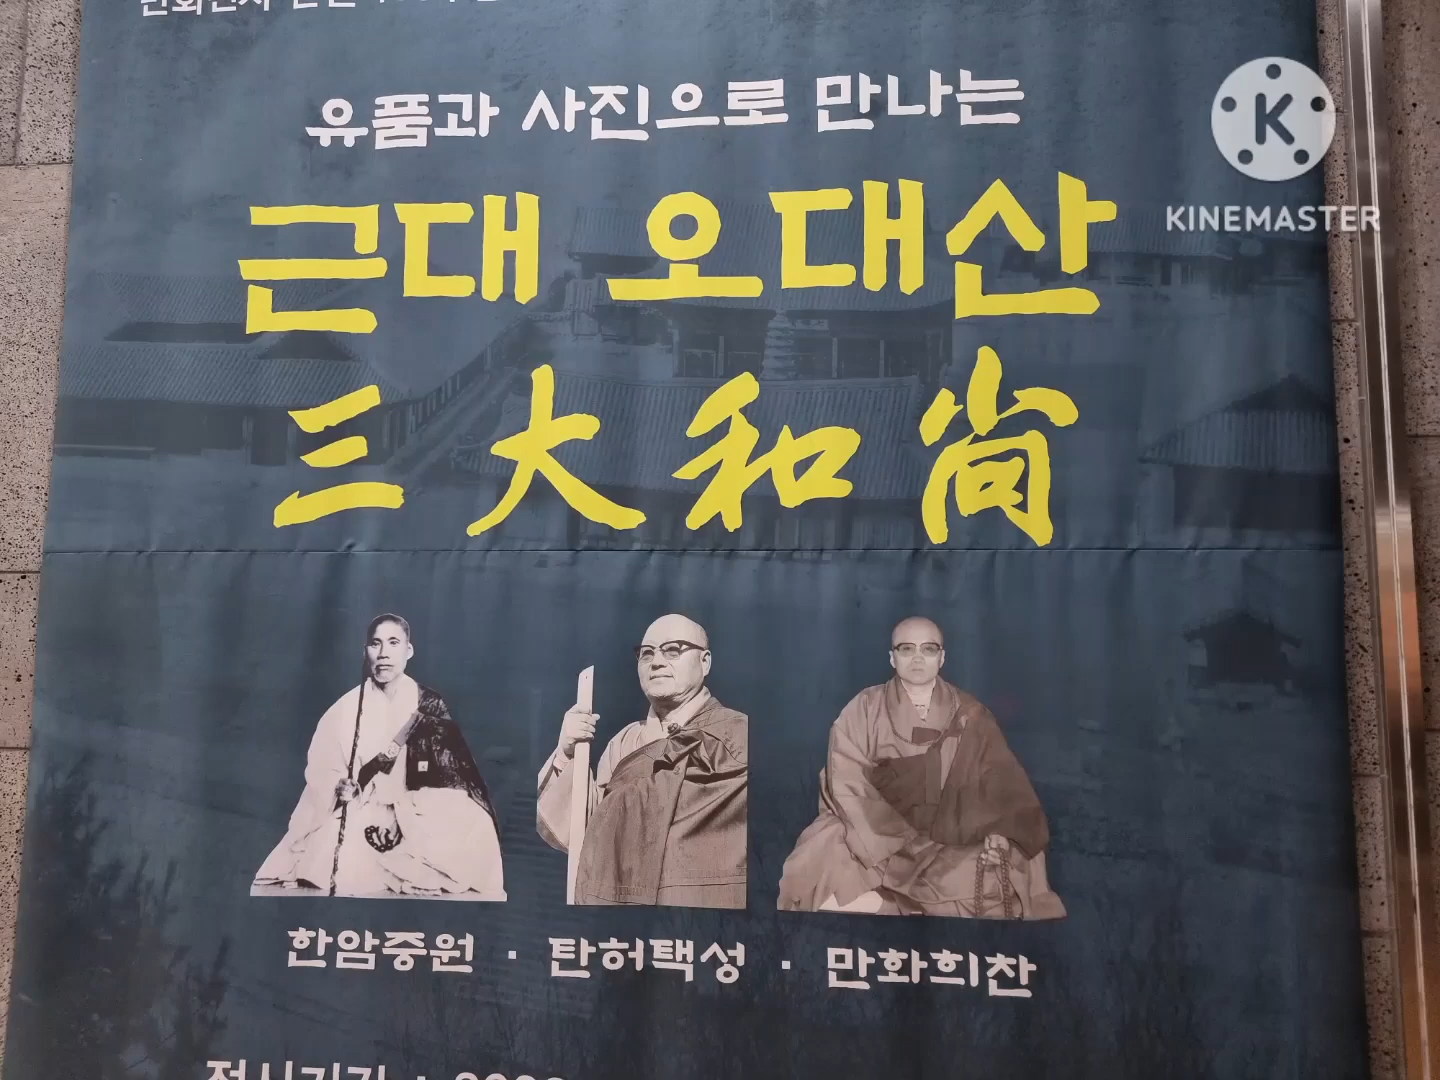 유품과 사진으로 만나는
K
KINEMASTER
근대 오대산
三大和尙
한암중원 · 탄허택성 · 만화희찬